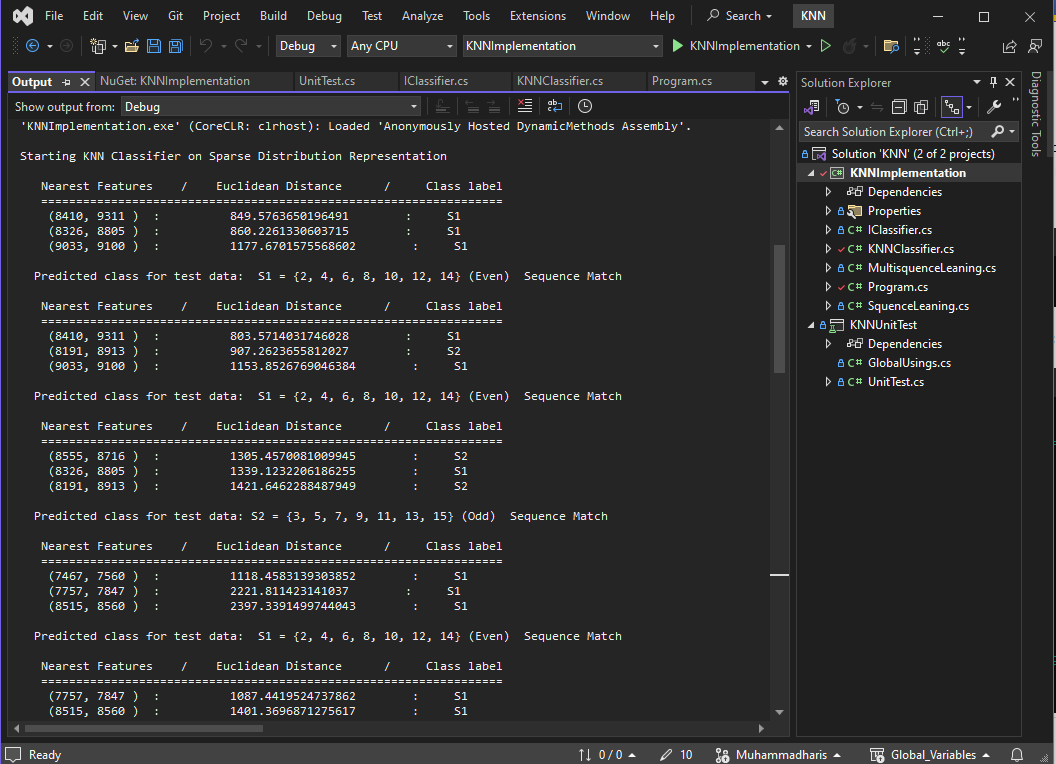 File Edit View Git Project Build Debug Test Analyze Tools Extensions Window Help Search KNN
Debug Any CPU KNNImplementation KNNImplementation
Output NuGet: KNNImplementation UnitTest.cs IClassifier.cs KNNClassifier.cs Program.cs
Show output from: Debug
'KNNImplementation.exe' (CoreCLR: clrhost): Loaded 'Anonymously Hosted DynamicMethods Assembly'.
Starting KNN Classifier on Sparse Distribution Representation
Nearest Features / Euclidean Distance / Class label
==================================================================
(8410, 9311 ) : 849.5763650196491 : S1
(8326, 8805 ) : 860.2261330603715 : S1
(9033, 9100 ) : 1177.6701575568602 : S1
Predicted class for test data: S1 = {2, 4, 6, 8, 10, 12, 14} (Even) Sequence Match
Nearest Features / Euclidean Distance / Class label
==================================================================
(8410, 9311 ) : 803.5714031746028 : S1
(8191, 8913 ) : 907.2623655812027 : S2
(9033, 9100 ) : 1153.8526769046384 : S1
Predicted class for test data: S1 = {2, 4, 6, 8, 10, 12, 14} (Even) Sequence Match
Nearest Features / Euclidean Distance / Class label
==================================================================
(8555, 8716 ) : 1305.4570081009945 : S2
(8326, 8805 ) : 1339.1232206186255 : S1
(8191, 8913 ) : 1421.6462288487949 : S2
Predicted class for test data: S2 = {3, 5, 7, 9, 11, 13, 15} (Odd) Sequence Match
Nearest Features / Euclidean Distance / Class label
==================================================================
(7467, 7560 ) : 1118.4583139303852 : S1
(7757, 7847 ) : 2221.811423141037 : S1
(8515, 8560 ) : 2397.3391499744043 : S1
Predicted class for test data: S1 = {2, 4, 6, 8, 10, 12, 14} (Even) Sequence Match
Nearest Features / Euclidean Distance / Class label
==================================================================
(7757, 7847 ) : 1087.4419524737862 : S1
(8515, 8560 ) : 1401.3696871275617 : S1
Solution Explorer
Search Solution Explorer (Ctrl+;)
Solution 'KNN' (2 of 2 projects)
C# KNNImplementation
Dependencies
Properties
C# IClassifier.cs
C# KNNClassifier.cs
C# MultisquenceLeaning.cs
C# Program.cs
C# SquenceLeaning.cs
KNNUnitTest
Dependencies
C# GlobalUsings.cs
C# UnitTest.cs
Diagnostic Tools
Ready 0 / 0 10 Muhammadharis Global_Variables